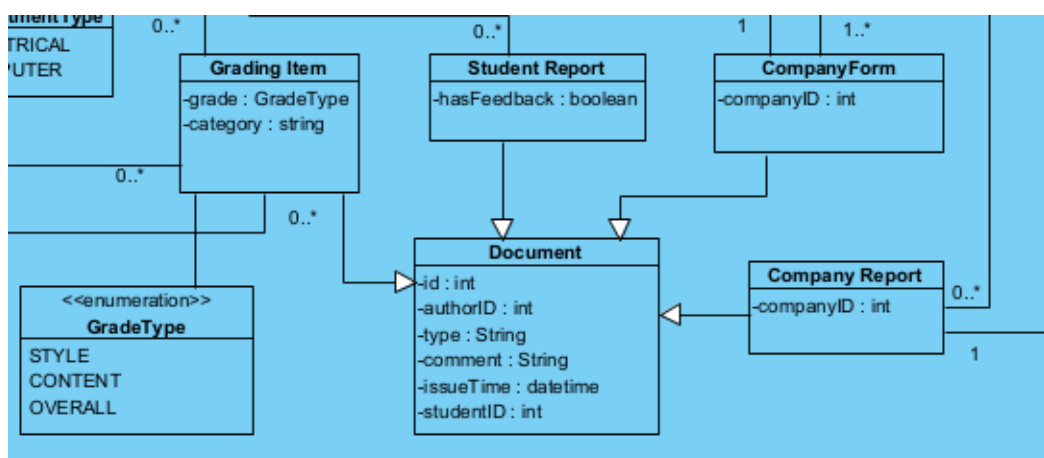 0..*
0..*
1
1..*
TRICAL
Grading Item
-grade : GradeType
-category : string
Student Report
-hasFeedback : boolean
CompanyForm
-companyID : int
0..*
0..*
Document
-id : int
-authorID : int
-type : String
-comment : String
-issueTime : datetime
-studentID : int
Company Report
-companyID : int
0..*
1
<<enumeration>>
GradeType
STYLE
CONTENT
OVERALL